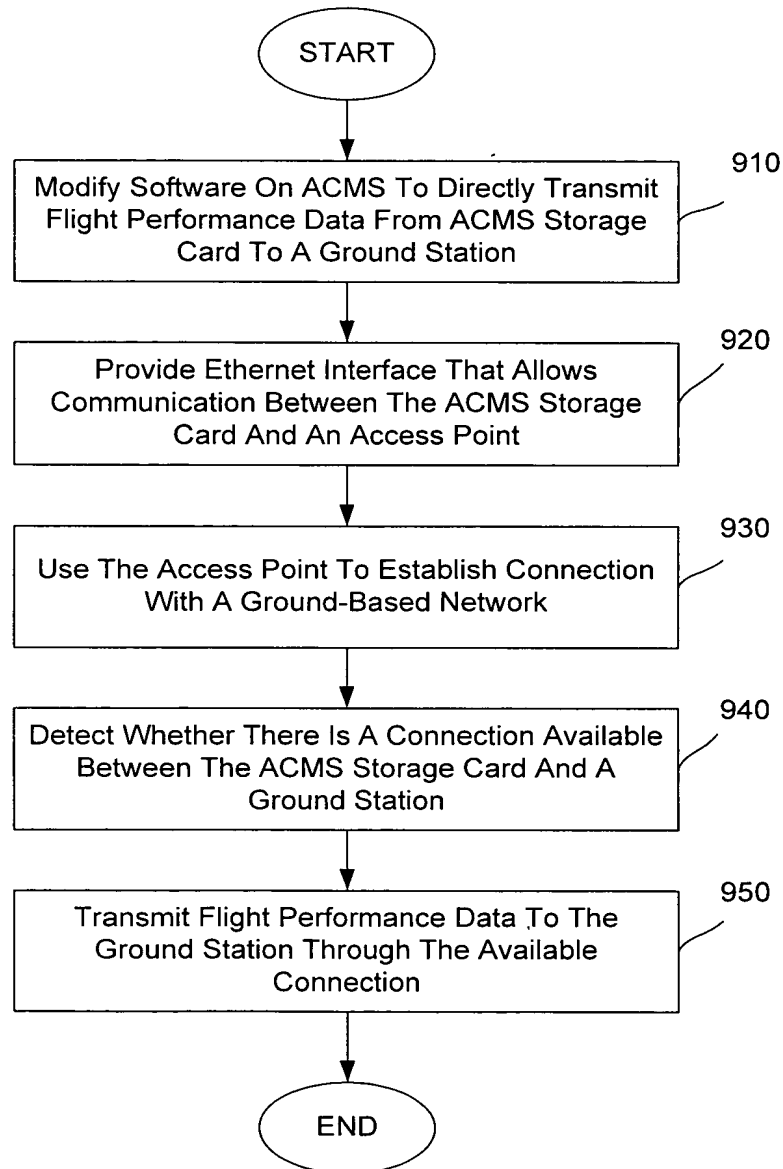 START
910
Modify Software On ACMS To Directly Transmit
Flight Performance Data From ACMS Storage
Card To A Ground Station
920
Provide Ethernet Interface That Allows
Communication Between The ACMS Storage
Card And An Access Point
930
Use The Access Point To Establish Connection
With A Ground-Based Network
940
Detect Whether There Is A Connection Available
Between The ACMS Storage Card And A
Ground Station
950
Transmit Flight Performance Data To The
Ground Station Through The Available
Connection
END